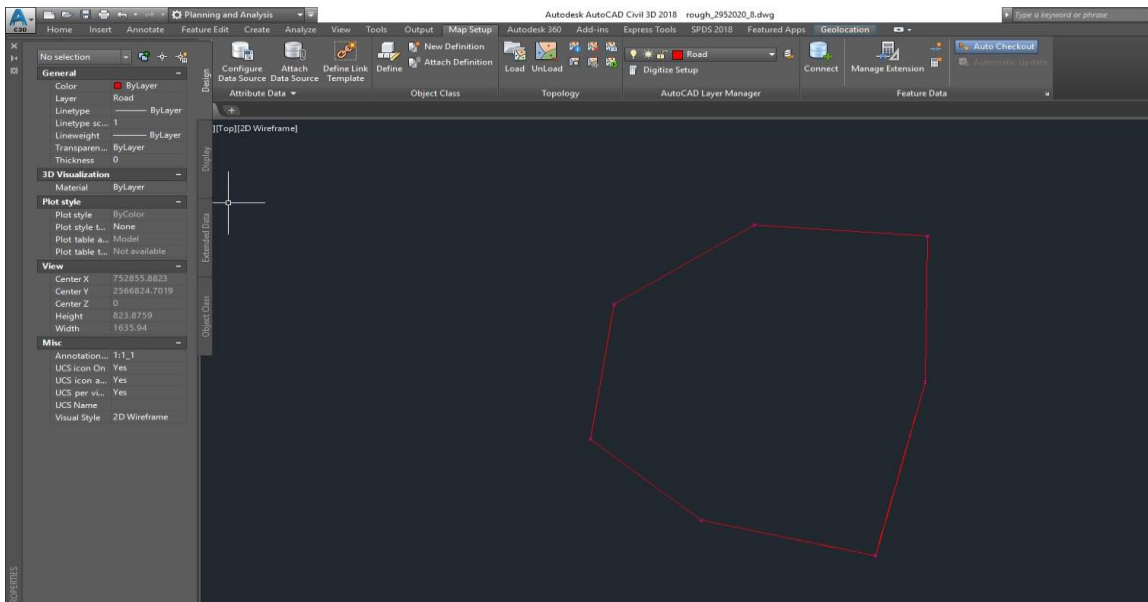 Planning and Analysis
Autodesk AutoCAD Civil 3D 2018 rough_2952020_8.dwg
Type a keyword or phrase
C3D
Home Insert Annotate Feature Edit Create Analyze View Tools Output Map Setup Autodesk 360 Add-ins Express Tools SPDS 2018 Featured Apps Geolocation
Configure Data Source
Attach Data Source
Define Link Template
Define
New Definition
Attach Definition
Load
UnLoad
Road
Digitize Setup
Connect
Manage Extension
Auto Checkout
Automatic Update
Attribute Data
Object Class
Topology
AutoCAD Layer Manager
Feature Data
No selection
General
Color ByLayer
Layer Road
Linetype ByLayer
Linetype sc... 1
Lineweight ByLayer
Transparen... ByLayer
Thickness 0
3D Visualization
Material ByLayer
Plot style
Plot style ByColor
Plot style t... None
Plot table a... Model
Plot table t... Not available
View
Center X 752855.8823
Center Y 2566824.7019
Center Z 0
Height 823.8759
Width 1635.94
Misc
Annotation... 1:1_1
UCS icon On Yes
UCS icon a... Yes
UCS per vi... Yes
UCS Name
Visual Style 2D Wireframe
Design
Display
Extended Data
Object Class
][Top][2D Wireframe]